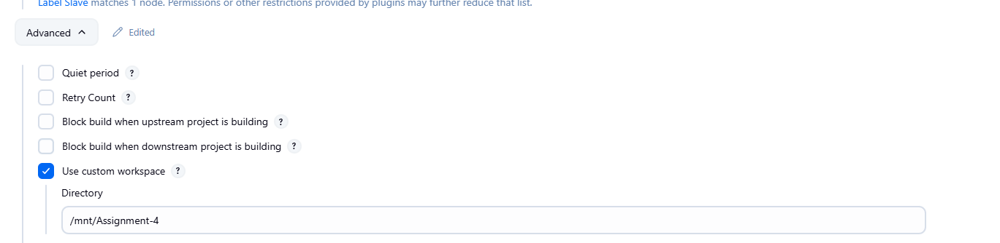 Label Slave matches 1 node. Permissions or other restrictions provided by plugins may further reduce that list.
Advanced Edited
Quiet period ?
Retry Count ?
Block build when upstream project is building ?
Block build when downstream project is building ?
Use custom workspace ?
Directory
/mnt/Assignment-4